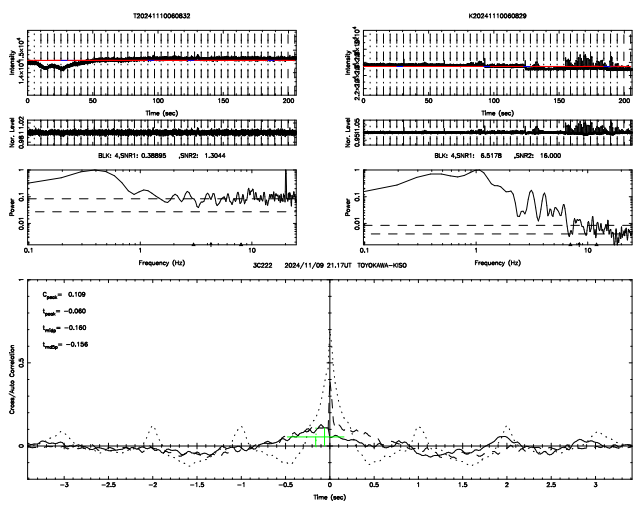 T20241110060832
K20241110060829
Intensity
Time (sec)
Nor. Level
BLK: 4,SNR1: 0.38895 ,SNR2: 1.3044
BLK: 4,SNR1: 6.5178 ,SNR2: 16.000
Power
Frequency (Hz)
3C222 2024/11/09 21.17UT TOYOKAWA-KISO
Cpeak= 0.109
tpeak= -0.060
tmidp= -0.160
tmd5p= -0.156
Cross/Auto Correlation
Time (sec)